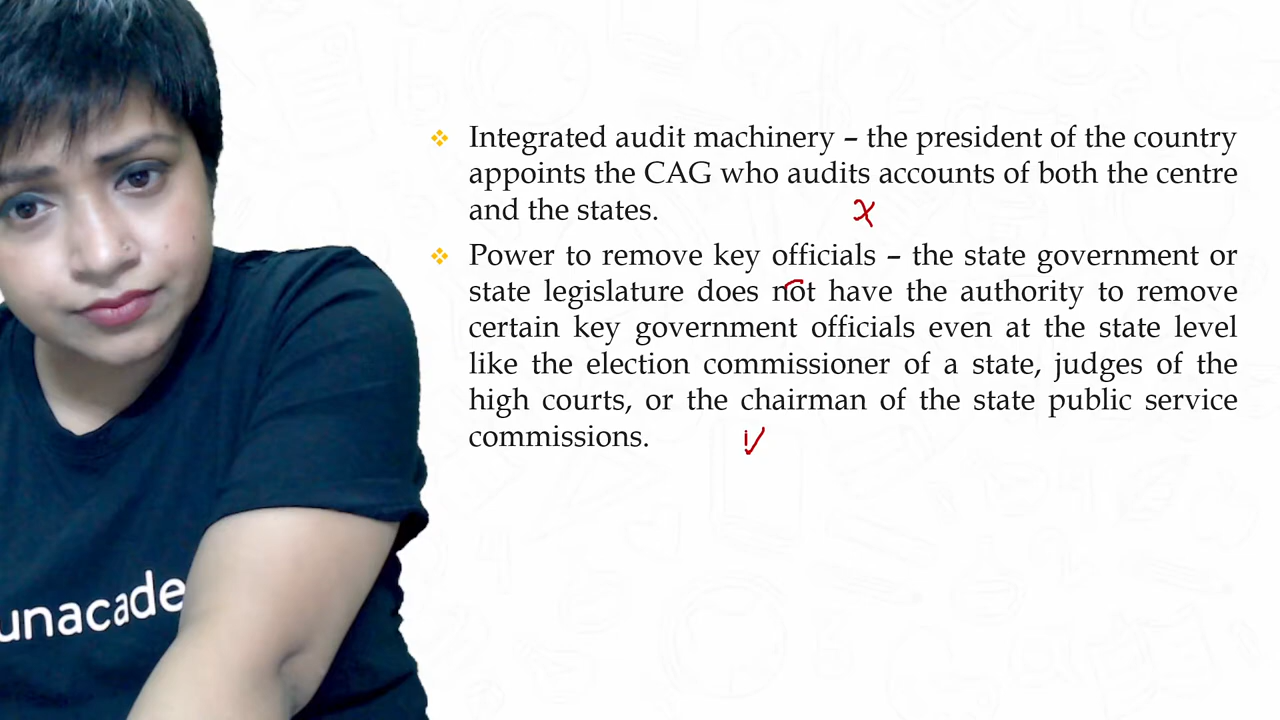 ❖ Integrated audit machinery – the president of the country
appoints the CAG who audits accounts of both the centre
and the states.
❖ Power to remove key officials – the state government or
state legislature does not have the authority to remove
certain key government officials even at the state level
like the election commissioner of a state, judges of the
high courts, or the chairman of the state public service
commissions.
unacade